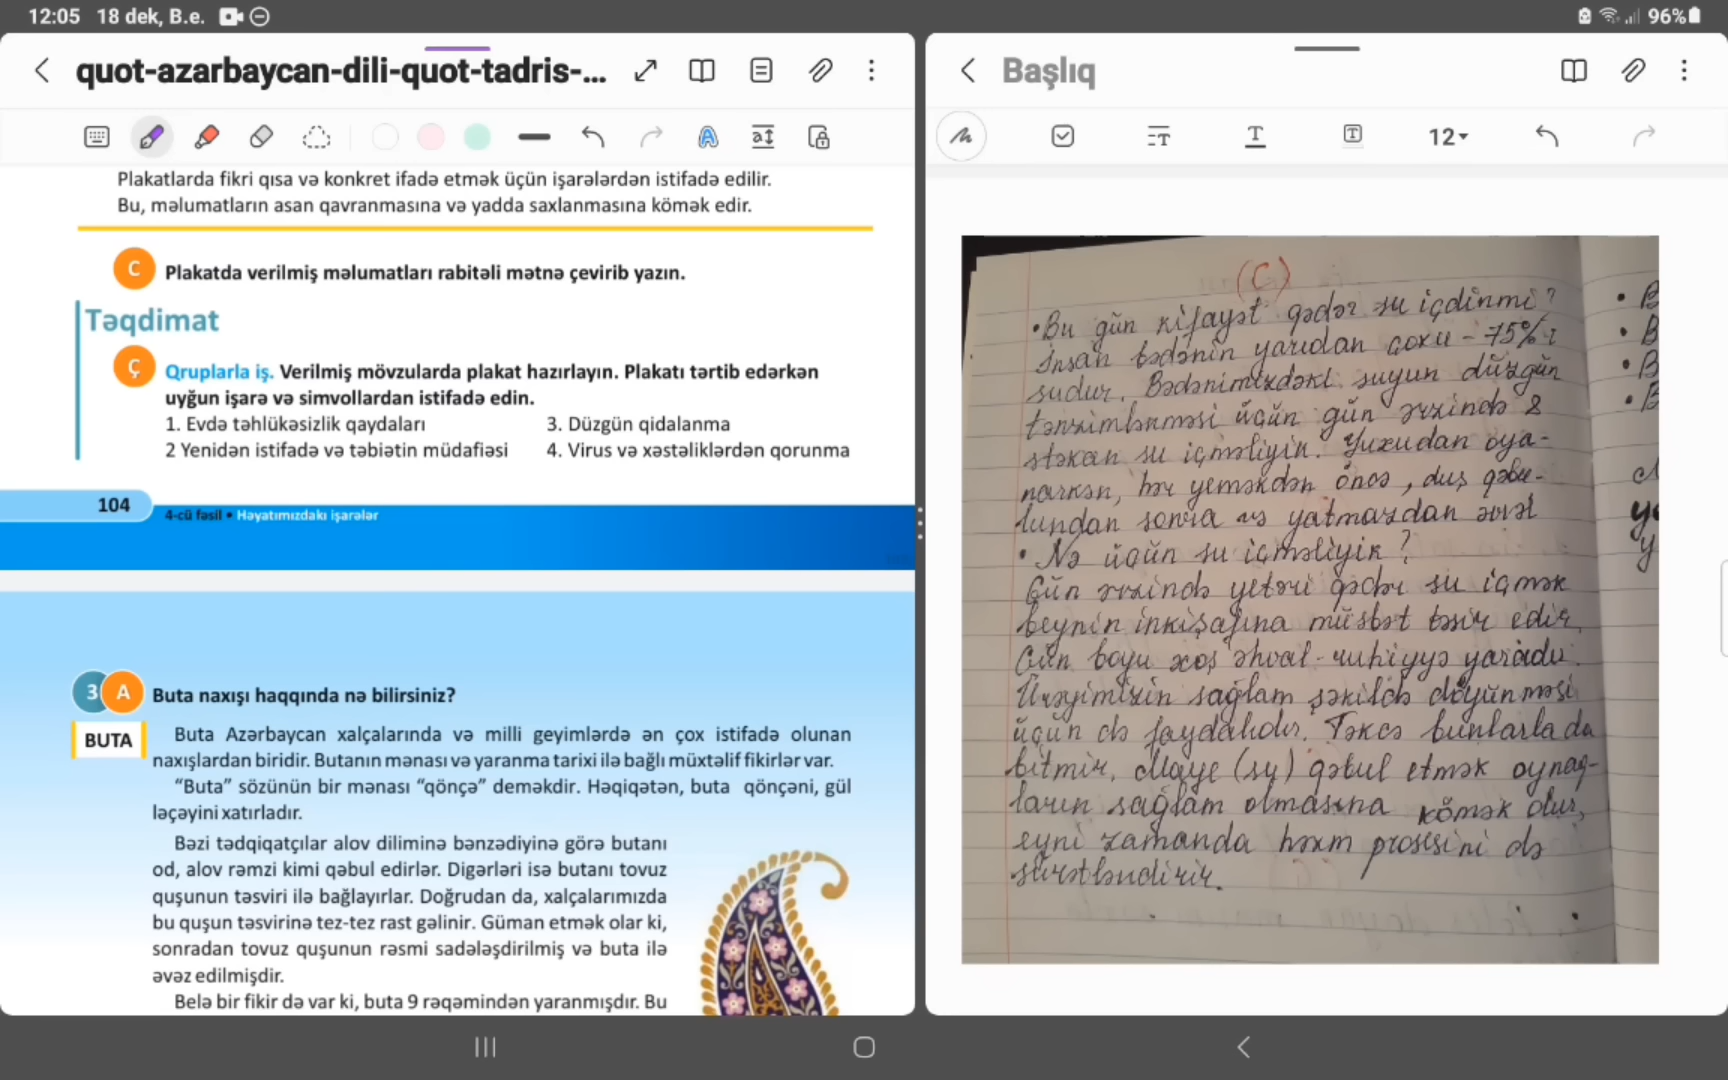 12:05 18 dek, B.e.
96%
quot-azarbaycan-dili-quot-tadris-...
Plakatlarda fikri qısa və konkret ifadə etmək üçün işarələrdən istifadə edilir.
Bu, məlumatların asan qavranmasına və yadda saxlanmasına kömək edir.
C Plakatda verilmiş məlumatları rabitəli mətnə çevirib yazın.
Təqdimat
Ç Qruplarla iş. Verilmiş mövzularda plakat hazırlayın. Plakatı tərtib edərkən
uyğun işarə və simvollardan istifadə edin.
1. Evdə təhlükəsizlik qaydaları 3. Düzgün qidalanma
2 Yenidən istifadə və təbiətin müdafiəsi 4. Virus və xəstəliklərdən qorunma
104
4-cü fəsil • Həyatımızdakı işarələr
3 A Buta naxışı haqqında nə bilirsiniz?
BUTA
Buta Azərbaycan xalçalarında və milli geyimlərdə ən çox istifadə olunan
naxışlardan biridir. Butanın mənası və yaranma tarixi ilə bağlı müxtəlif fikirlər var.
"Buta" sözünün bir mənası "qönçə" deməkdir. Həqiqətən, buta qönçəni, gül
ləçəyini xatırladır.
Bəzi tədqiqatçılar alov diliminə bənzədiyinə görə butanı
od, alov rəmzi kimi qəbul edirlər. Digərləri isə butanı tovuz
quşunun təsviri ilə bağlayırlar. Doğrudan da, xalçalarımızda
bu quşun təsvirinə tez-tez rast gəlinir. Güman etmək olar ki,
sonradan tovuz quşunun rəsmi sadələşdirilmiş və buta ilə
əvəz edilmişdir.
Belə bir fikir də var ki, buta 9 rəqəmindən yaranmışdır. Bu
Başlıq
12
(C)
• Bu gün kifayət qədər su içdinmi?
İnsan bədənin yarıdan çoxu - 75%-i
sudur. Bədənimizdəki suyun düzgün
tənzimlənməsi üçün gün ərzində 8
stəkan su içməliyik. Yuxudan oya-
narkən, hər yeməkdən öncə, duş qəbu-
lundan sonra və yatmazdan əvvəl
• Nə üçün su içməliyik?
Gün ərzində yetəri qədər su içmək
beynin inkişafına müsbət təsir edir.
Gün boyu xoş əhval-ruhiyyə yaradır.
Ürəyimizin sağlam şəkildə döyünməsi
üçün də faydalıdır. Təkcə bunlarla da
bitmir. Maye (su) qəbul etmək oynaq-
ların sağlam olmasına kömək olur,
eyni zamanda həzm prosesini də
sürətləndirir.